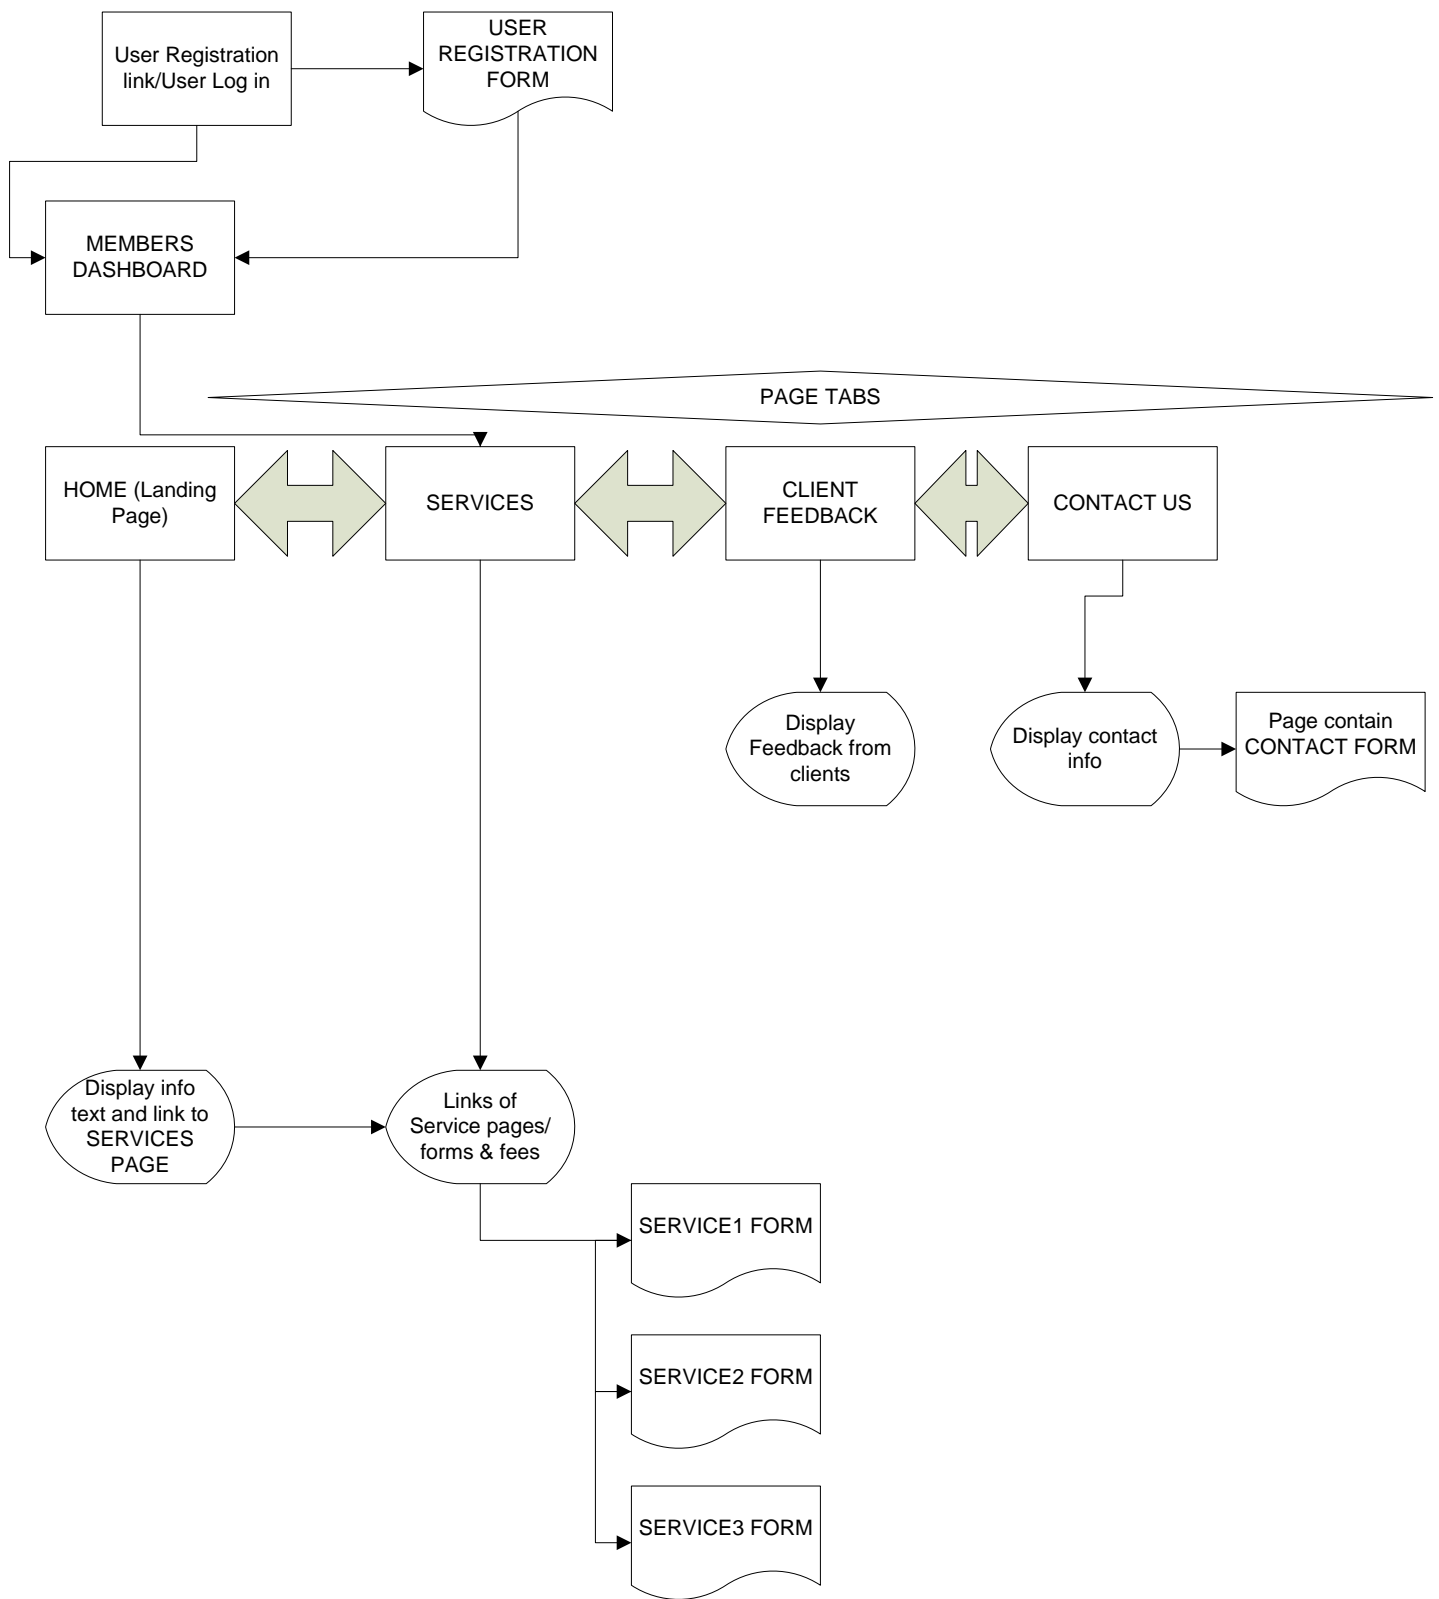 User Registration
link/User Log in
USER
REGISTRATION
FORM
MEMBERS
DASHBOARD
PAGE TABS
HOME (Landing
Page)
SERVICES
CLIENT
FEEDBACK
CONTACT US
Display
Feedback from
clients
Display contact
info
Page contain
CONTACT FORM
Display info
text and link to
SERVICES
PAGE
Links of
Service pages/
forms & fees
SERVICE1 FORM
SERVICE2 FORM
SERVICE3 FORM